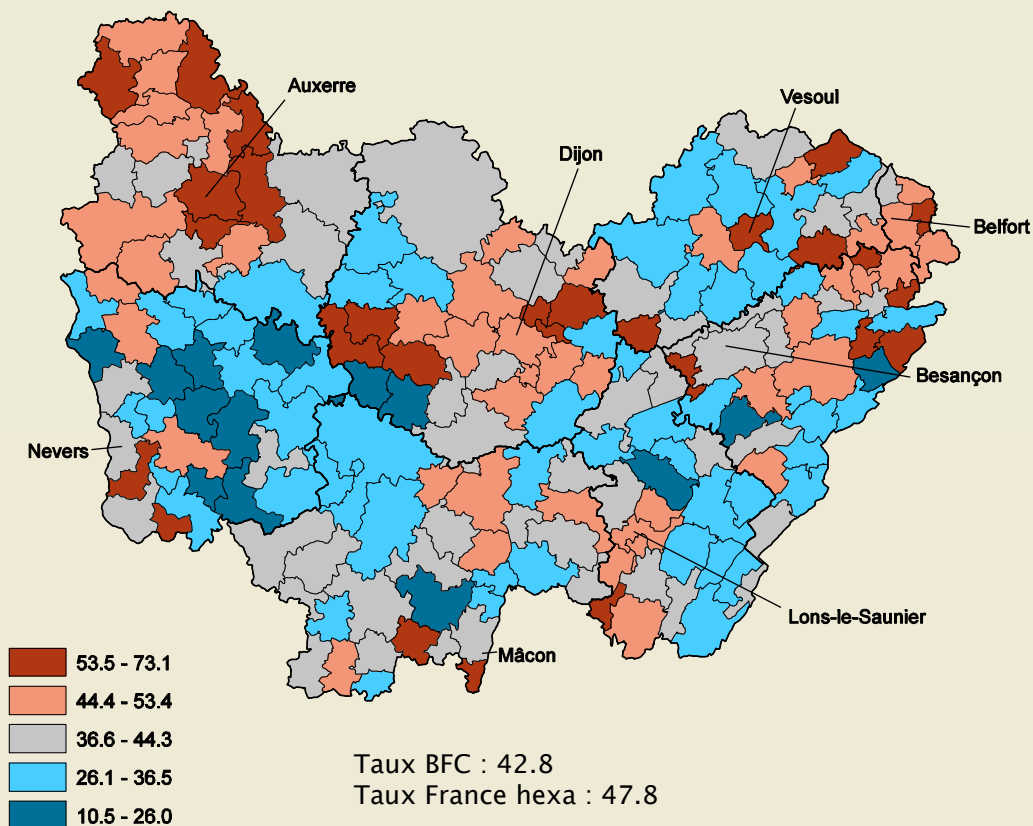 Auxerre
Vesoul
Dijon
Belfort
Besançon
Nevers
Lons-le-Saunier
Mâcon
53.5 - 73.1
44.4 - 53.4
36.6 - 44.3
26.1 - 36.5
10.5 - 26.0
Taux BFC : 42.8
Taux France hexa : 47.8